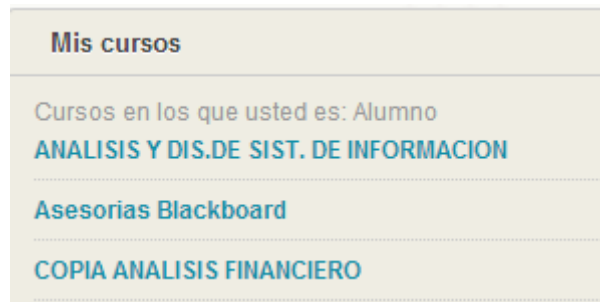 Mis cursos
Cursos en los que usted es: Alumno
ANALISIS Y DIS.DE SIST. DE INFORMACION
Asesorias Blackboard
COPIA ANALISIS FINANCIERO